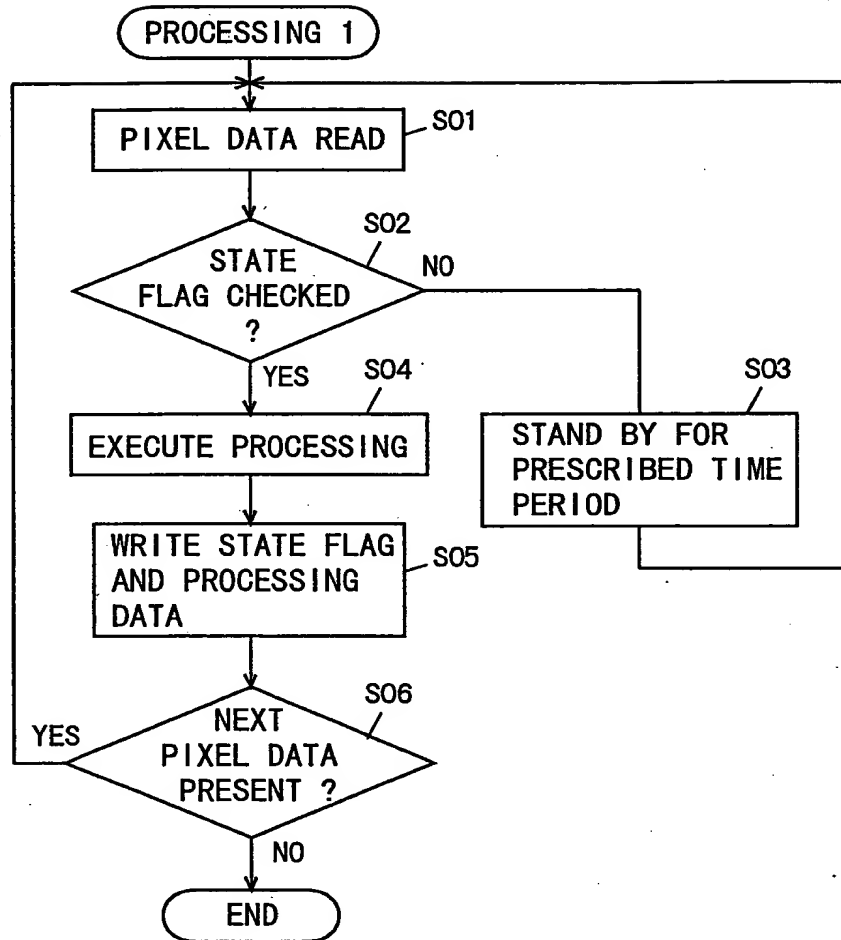 PROCESSING 1
PIXEL DATA READ
S01
STATE
FLAG CHECKED
?
S02
NO
YES
S04
EXECUTE PROCESSING
S03
STAND BY FOR
PRESCRIBED TIME
PERIOD
WRITE STATE FLAG
AND PROCESSING
DATA
S05
NEXT
PIXEL DATA
PRESENT ?
S06
YES
NO
END